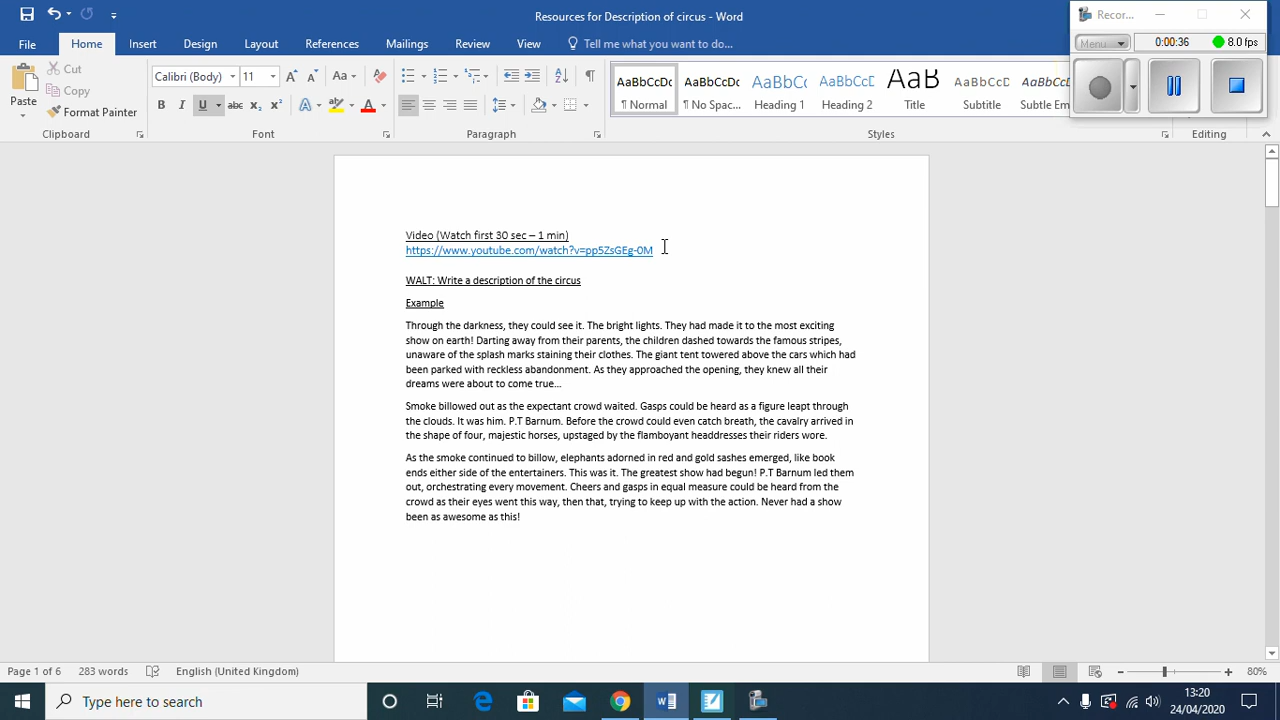 Resources for Description of circus - Word
Recor...
File Home Insert Design Layout References Mailings Review View Tell me what you want to do...
Menu 0:00:36 8.0 fps
Paste
Cut
Copy
Format Painter
Calibri (Body) 11
AaBbCcDc AaBbCcDc AaBbCc AaBbCcD AaB AaBbCcD AaBbCcDc
¶ Normal ¶ No Spac... Heading 1 Heading 2 Title Subtitle Subtle Em
Clipboard Font Paragraph Styles Editing
Video (Watch first 30 sec – 1 min)
https://www.youtube.com/watch?v=pp5ZsGEg-0M
WALT: Write a description of the circus
Example
Through the darkness, they could see it. The bright lights. They had made it to the most exciting
show on earth! Darting away from their parents, the children dashed towards the famous stripes,
unaware of the splash marks staining their clothes. The giant tent towered above the cars which had
been parked with reckless abandonment. As they approached the opening, they knew all their
dreams were about to come true…
Smoke billowed out as the expectant crowd waited. Gasps could be heard as a figure leapt through
the clouds. It was him. P.T Barnum. Before the crowd could even catch breath, the cavalry arrived in
the shape of four, majestic horses, upstaged by the flamboyant headdresses their riders wore.
As the smoke continued to billow, elephants adorned in red and gold sashes emerged, like book
ends either side of the entertainers. This was it. The greatest show had begun! P.T Barnum led them
out, orchestrating every movement. Cheers and gasps in equal measure could be heard from the
crowd as their eyes went this way, then that, trying to keep up with the action. Never had a show
been as awesome as this!
Page 1 of 6 283 words English (United Kingdom) 80%
Type here to search
13:20
24/04/2020